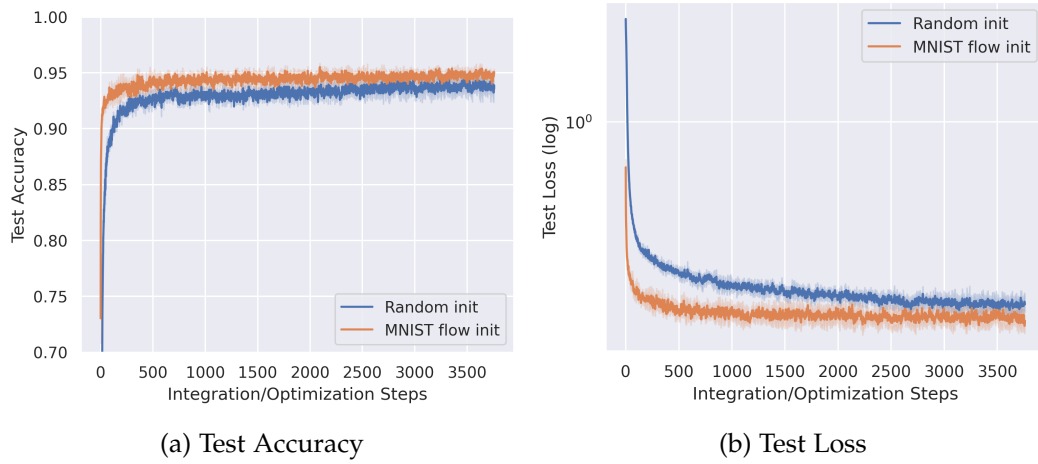 1.00
0.95
0.90
0.85
0.80
0.75
0.70
Test Accuracy
Random init
MNIST flow init
0 500 1000 1500 2000 2500 3000 3500
Integration/Optimization Steps
(a) Test Accuracy
Random init
MNIST flow init
10⁰
Test Loss (log)
0 500 1000 1500 2000 2500 3000 3500
Integration/Optimization Steps
(b) Test Loss